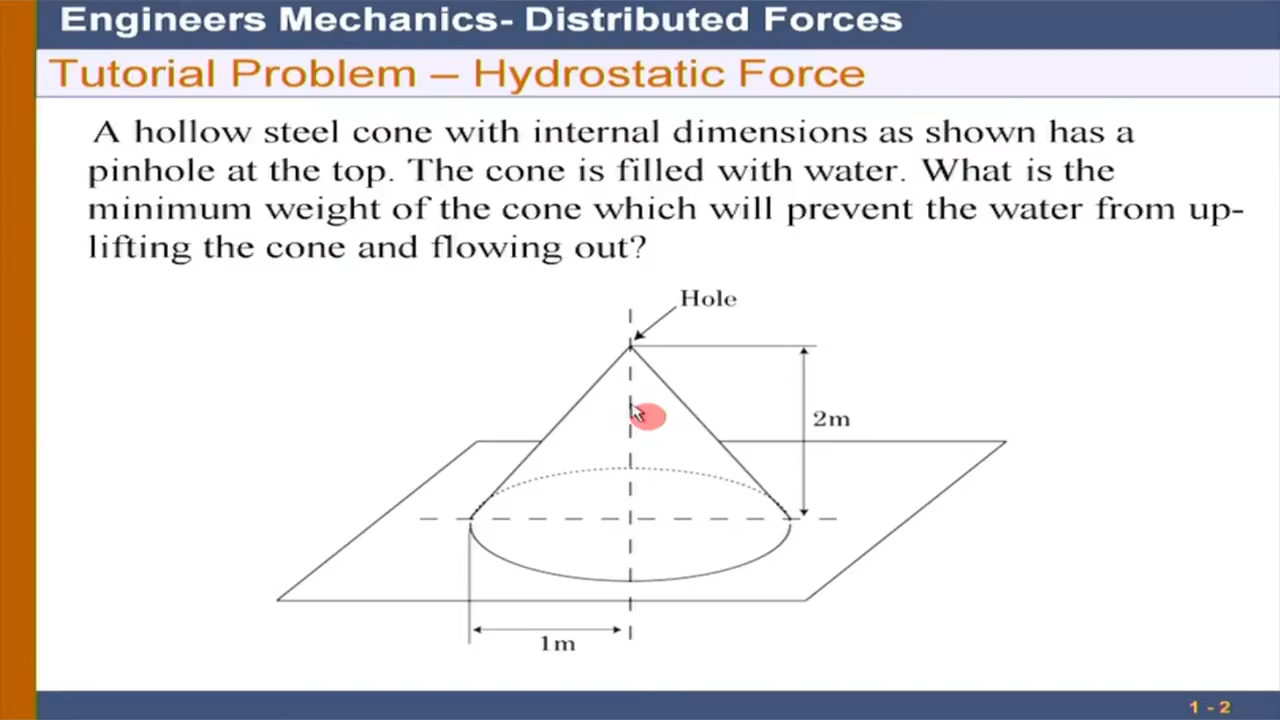 Engineers Mechanics- Distributed Forces
Tutorial Problem – Hydrostatic Force
A hollow steel cone with internal dimensions as shown has a
pinhole at the top. The cone is filled with water. What is the
minimum weight of the cone which will prevent the water from up-
lifting the cone and flowing out?
Hole
2m
1m
1 - 2